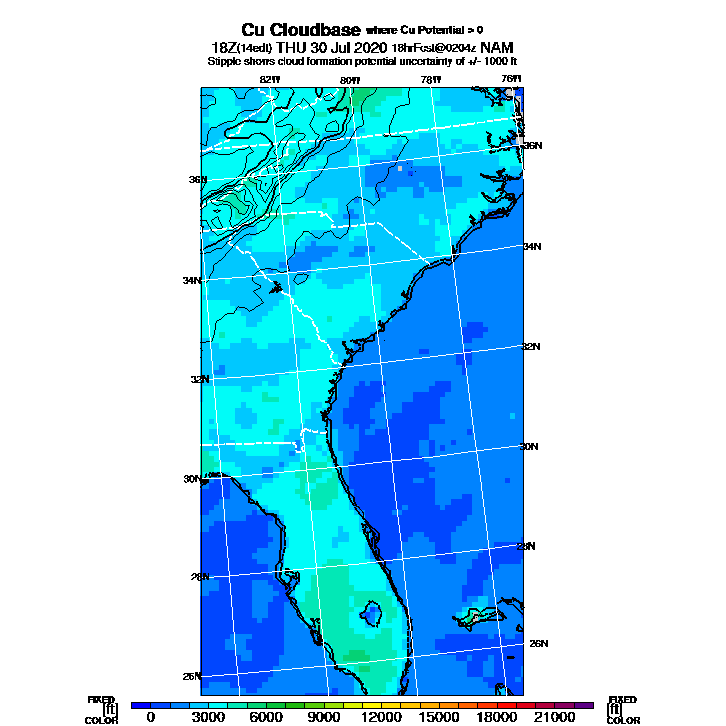 Cu Cloudbase where Cu Potential > 0
18Z(14edt) THU 30 Jul 2020 18hrFcst@0204z NAM
Stipple shows cloud formation potential uncertainty of +/- 1000 ft
82W 80W 78W 76W
36N
36N
34N
34N
32N
32N
30N
30N
28N
28N
26N
26N
FIXED
[ft]
COLOR
0 3000 6000 9000 12000 15000 18000 21000
FIXED
[ft]
COLOR